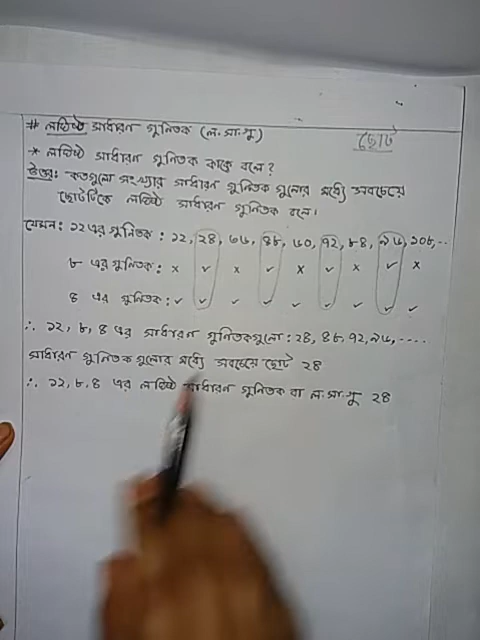 # লঘিষ্ঠ সাধারণ গুনিতক (ল.সা.গু)
ছোট
* লঘিষ্ঠ সাধারণ গুনিতক কাকে বলে?
উত্তর: কতগুলো সংখ্যার সাধারণ গুনিতক গুলোর মধ্যে সবচেয়ে
ছোটটিকে লঘিষ্ঠ সাধারণ গুনিতক বলে।
যেমন: ১২ এর গুনিতক: ১২, ২৪, ৩৬, ৪৮, ৬০, ৭২, ৮৪, ৯৬, ১০৮,...
৮ এর গুনিতক: x ✓ x ✓ x ✓ x ✓ x
৪ এর গুনিতক: ✓ ✓ ✓ ✓ ✓ ✓ ✓ ✓ ✓
∴ ১২, ৮, ৪ এর সাধারণ গুনিতকগুলো: ২৪, ৪৮, ৭২, ৯৬, ....
সাধারণ গুনিতক গুলোর মধ্যে সবচেয়ে ছোট ২৪
∴ ১২, ৮, ৪ এর লঘিষ্ঠ সাধারণ গুনিতক বা ল.সা.গু ২৪